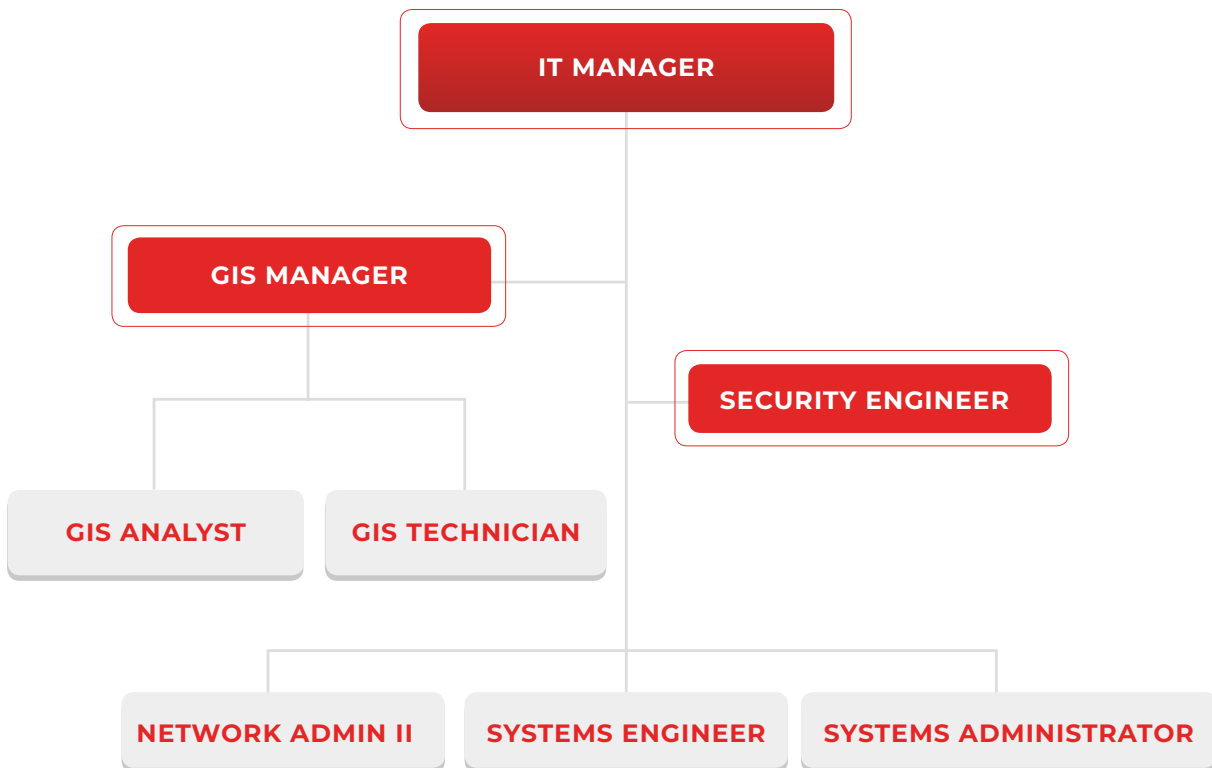 IT MANAGER
GIS MANAGER
SECURITY ENGINEER
GIS ANALYST
GIS TECHNICIAN
NETWORK ADMIN II
SYSTEMS ENGINEER
SYSTEMS ADMINISTRATOR